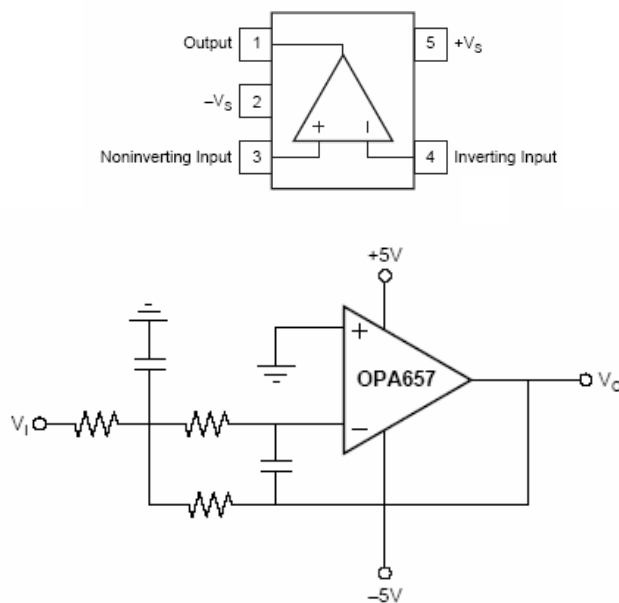 Output 1
5 +VS
–VS 2
Noninverting Input 3
4 Inverting Input
+ –
+5V
+
OPA657
VO
VI
–
–5V